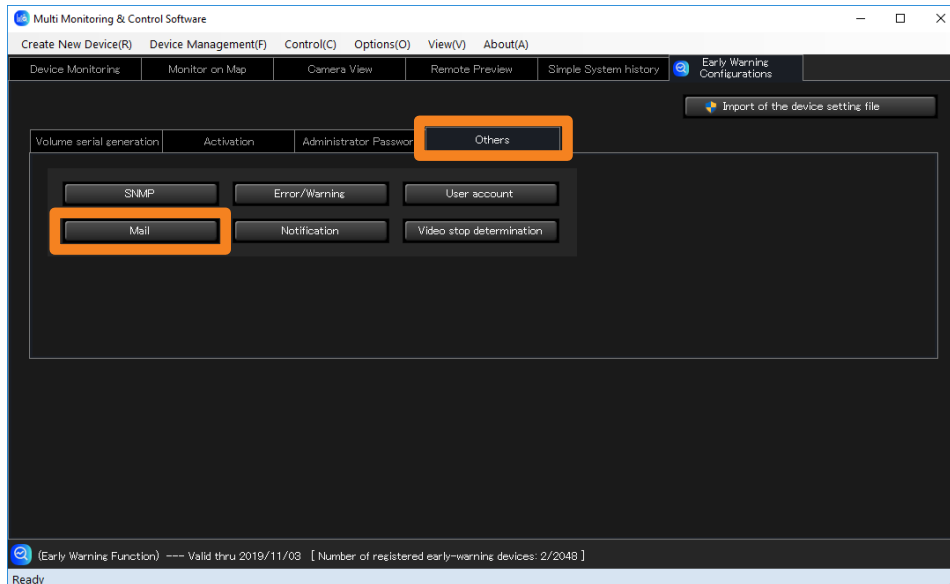 Multi Monitoring & Control Software
Create New Device(R) Device Management(F) Control(C) Options(O) View(V) About(A)
Device Monitoring Monitor on Map Camera View Remote Preview Simple System history Early Warning Configurations
Import of the device setting file
Volume serial generation Activation Administrator Passwor Others
SNMP Error/Warning User account
Mail Notification Video stop determination
(Early Warning Function) --- Valid thru 2019/11/03 [ Number of registered early-warning devices: 2/2048 ]
Ready